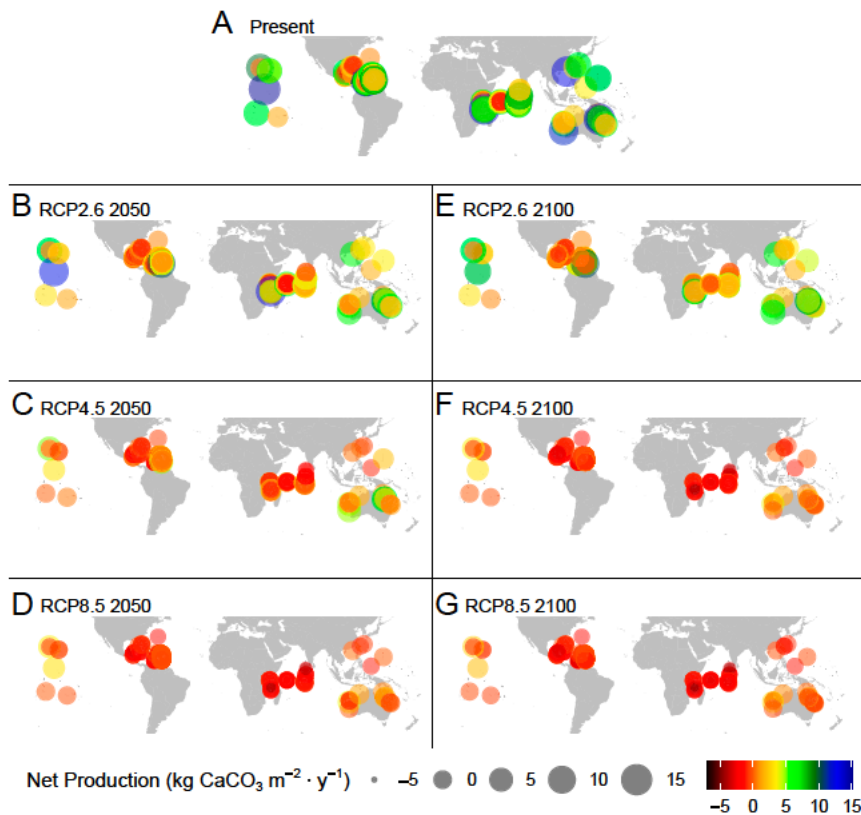 A Present
B RCP2.6 2050
E RCP2.6 2100
C RCP4.5 2050
F RCP4.5 2100
D RCP8.5 2050
G RCP8.5 2100
Net Production (kg CaCO₃ m⁻² · y⁻¹) −5 0 5 10 15
−5 0 5 10 15